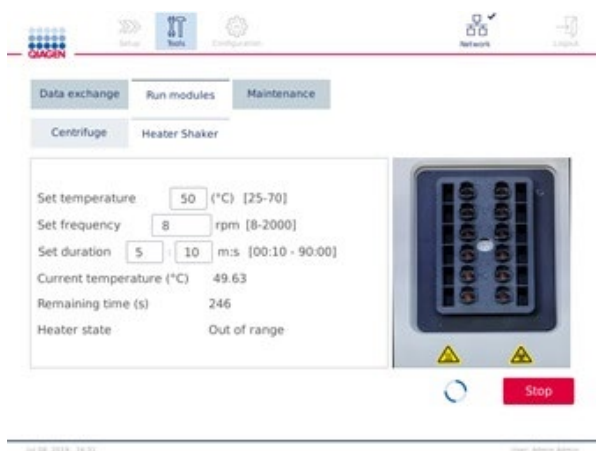 QIAGEN
Setup
Tools
Configuration
Network
Logout
Data exchange
Run modules
Maintenance
Centrifuge
Heater Shaker
Set temperature 50 (°C) [25-70]
Set frequency 8 rpm [8-2000]
Set duration 5 : 10 m:s [00:10 - 90:00]
Current temperature (°C) 49.63
Remaining time (s) 246
Heater state Out of range
Stop